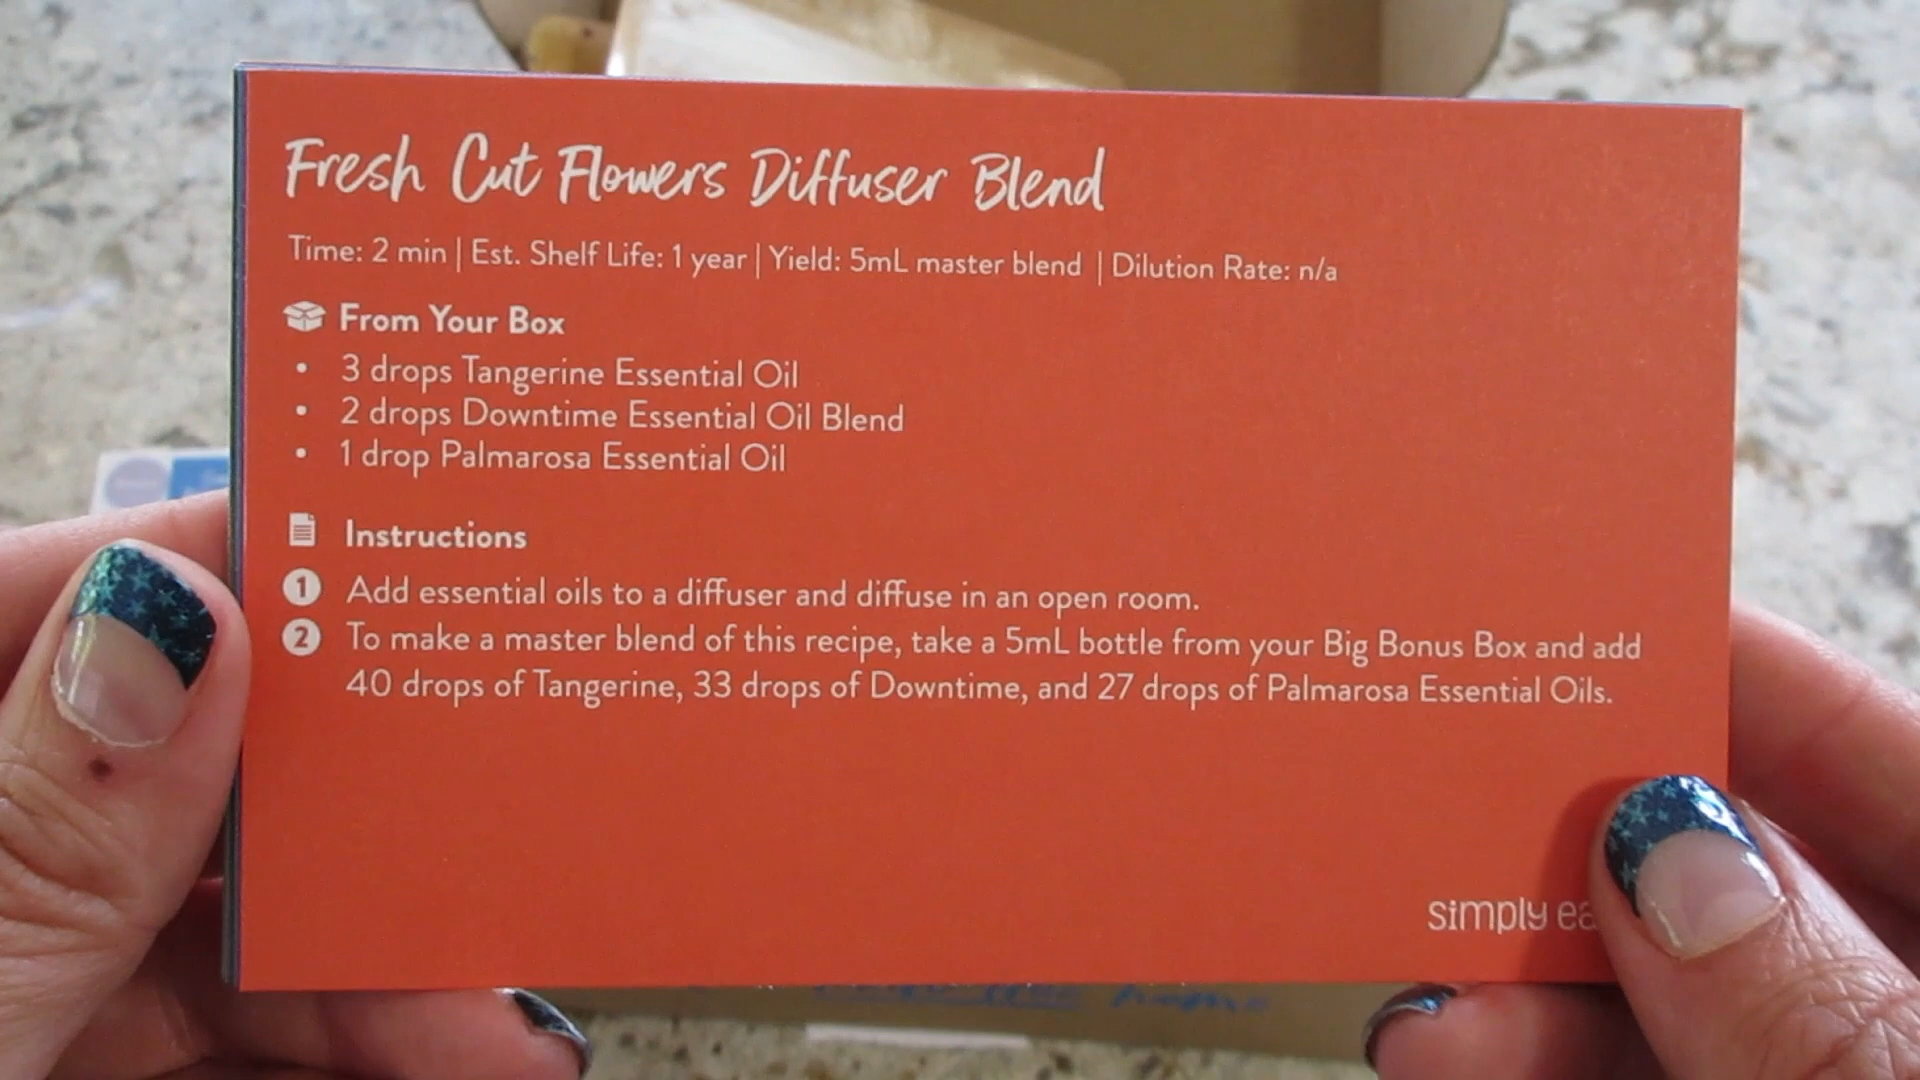 Fresh Cut Flowers Diffuser Blend
Time: 2 min | Est. Shelf Life: 1 year | Yield: 5mL master blend | Dilution Rate: n/a
From Your Box
• 3 drops Tangerine Essential Oil
• 2 drops Downtime Essential Oil Blend
• 1 drop Palmarosa Essential Oil
Instructions
1 Add essential oils to a diffuser and diffuse in an open room.
2 To make a master blend of this recipe, take a 5mL bottle from your Big Bonus Box and add
40 drops of Tangerine, 33 drops of Downtime, and 27 drops of Palmarosa Essential Oils.
simply